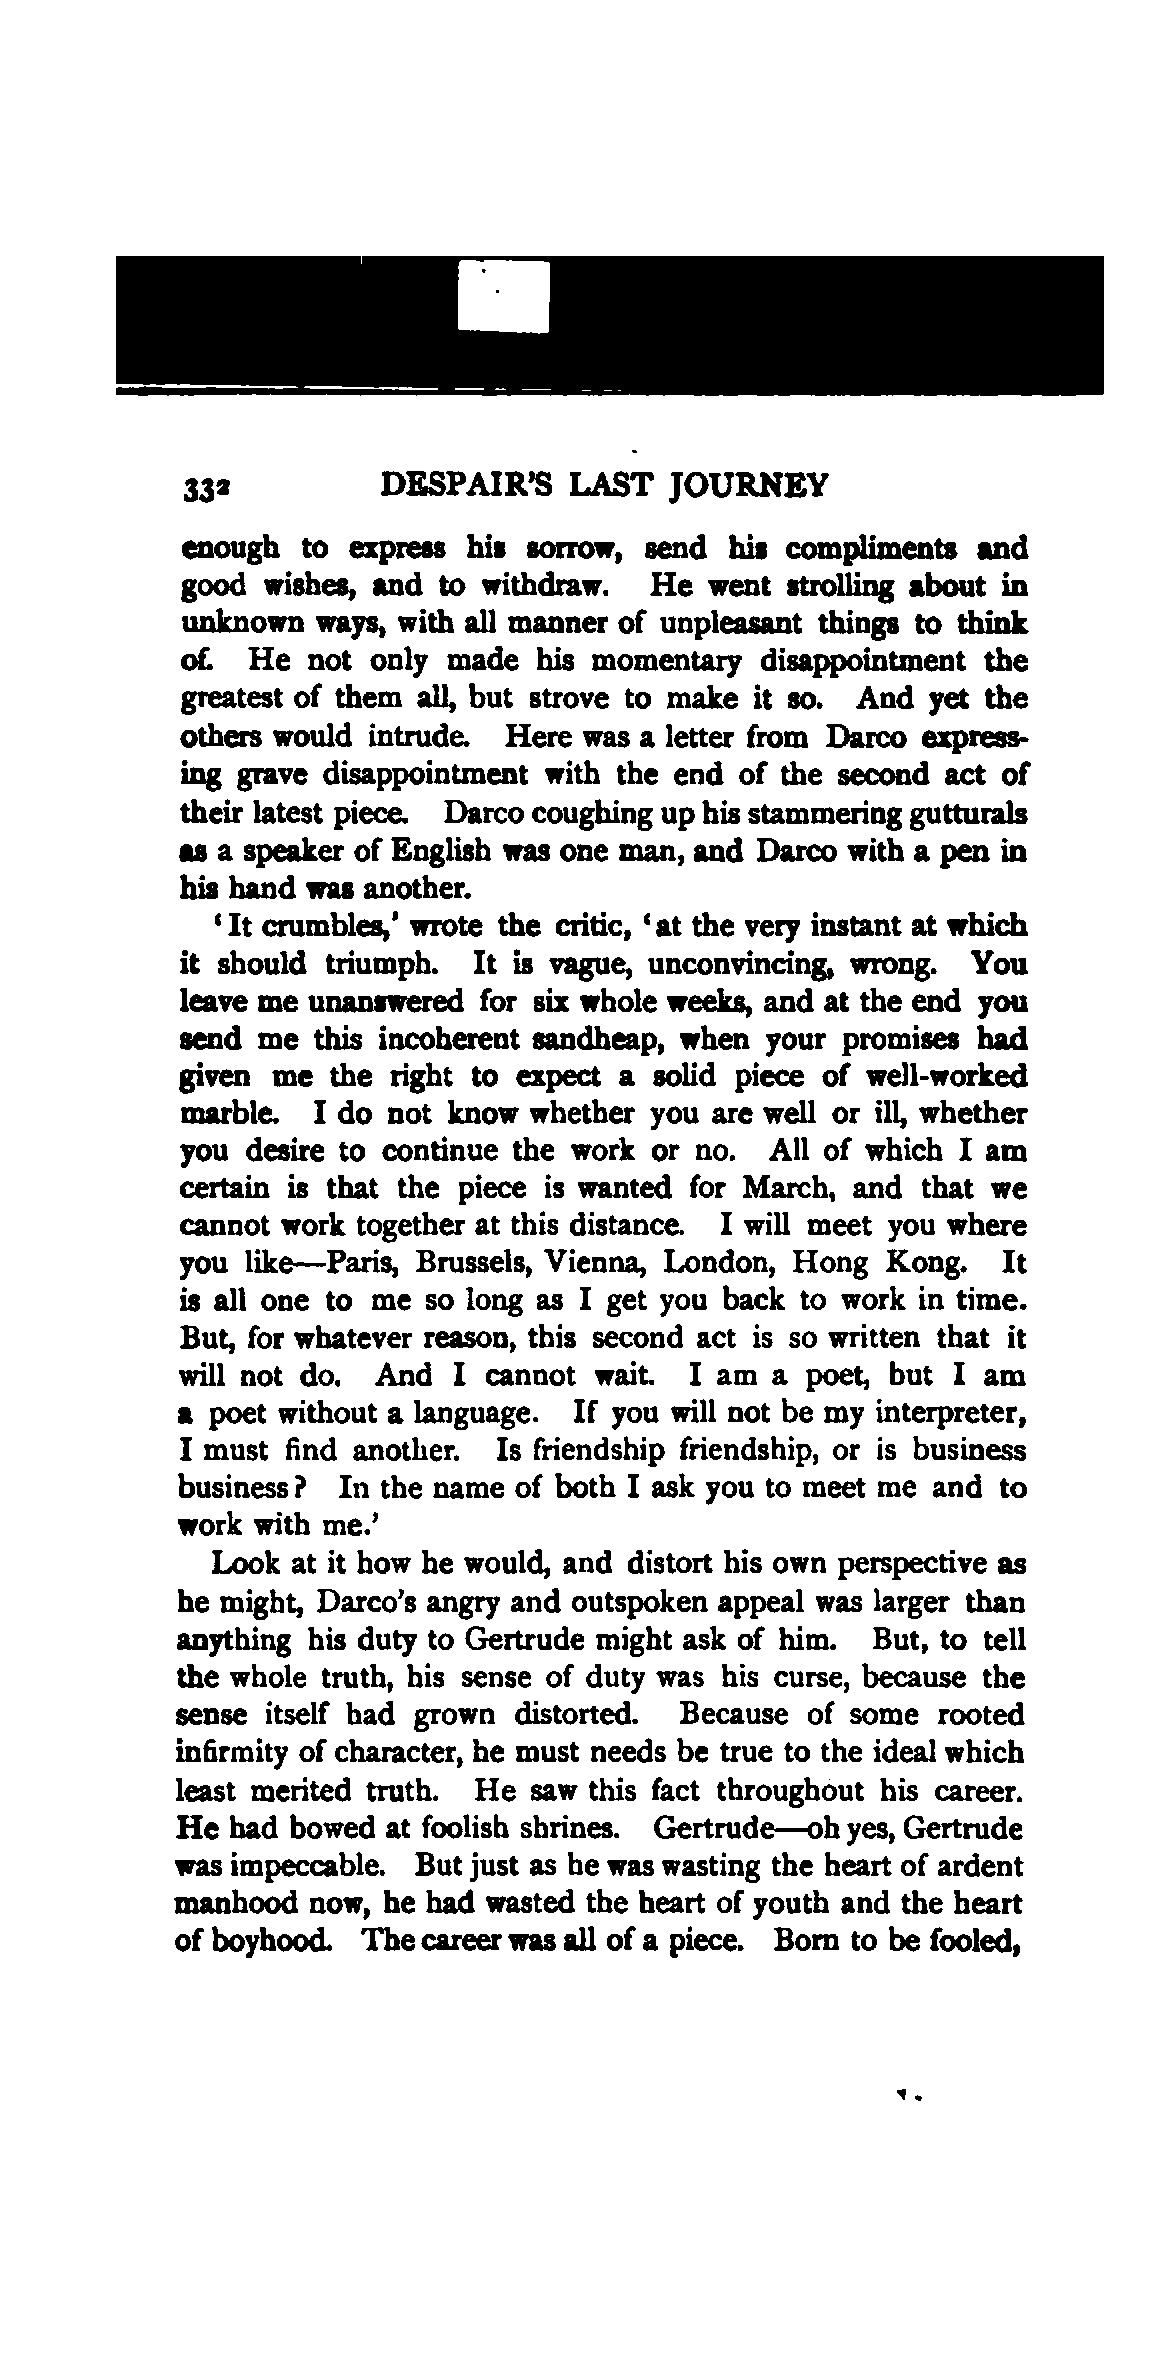 332 DESPAIR'S LAST JOURNEY
enough to express his sorrow, send his compliments and
good wishes, and to withdraw. He went strolling about in
unknown ways, with all manner of unpleasant things to think
of. He not only made his momentary disappointment the
greatest of them all, but strove to make it so. And yet the
others would intrude. Here was a letter from Darco express-
ing grave disappointment with the end of the second act of
their latest piece. Darco coughing up his stammering gutturals
as a speaker of English was one man, and Darco with a pen in
his hand was another.
'It crumbles,' wrote the critic, 'at the very instant at which
it should triumph. It is vague, unconvincing, wrong. You
leave me unanswered for six whole weeks, and at the end you
send me this incoherent sandheap, when your promises had
given me the right to expect a solid piece of well-worked
marble. I do not know whether you are well or ill, whether
you desire to continue the work or no. All of which I am
certain is that the piece is wanted for March, and that we
cannot work together at this distance. I will meet you where
you like—Paris, Brussels, Vienna, London, Hong Kong. It
is all one to me so long as I get you back to work in time.
But, for whatever reason, this second act is so written that it
will not do. And I cannot wait. I am a poet, but I am
a poet without a language. If you will not be my interpreter,
I must find another. Is friendship friendship, or is business
business? In the name of both I ask you to meet me and to
work with me.'
Look at it how he would, and distort his own perspective as
he might, Darco's angry and outspoken appeal was larger than
anything his duty to Gertrude might ask of him. But, to tell
the whole truth, his sense of duty was his curse, because the
sense itself had grown distorted. Because of some rooted
infirmity of character, he must needs be true to the ideal which
least merited truth. He saw this fact throughout his career.
He had bowed at foolish shrines. Gertrude—oh yes, Gertrude
was impeccable. But just as he was wasting the heart of ardent
manhood now, he had wasted the heart of youth and the heart
of boyhood. The career was all of a piece. Born to be fooled,